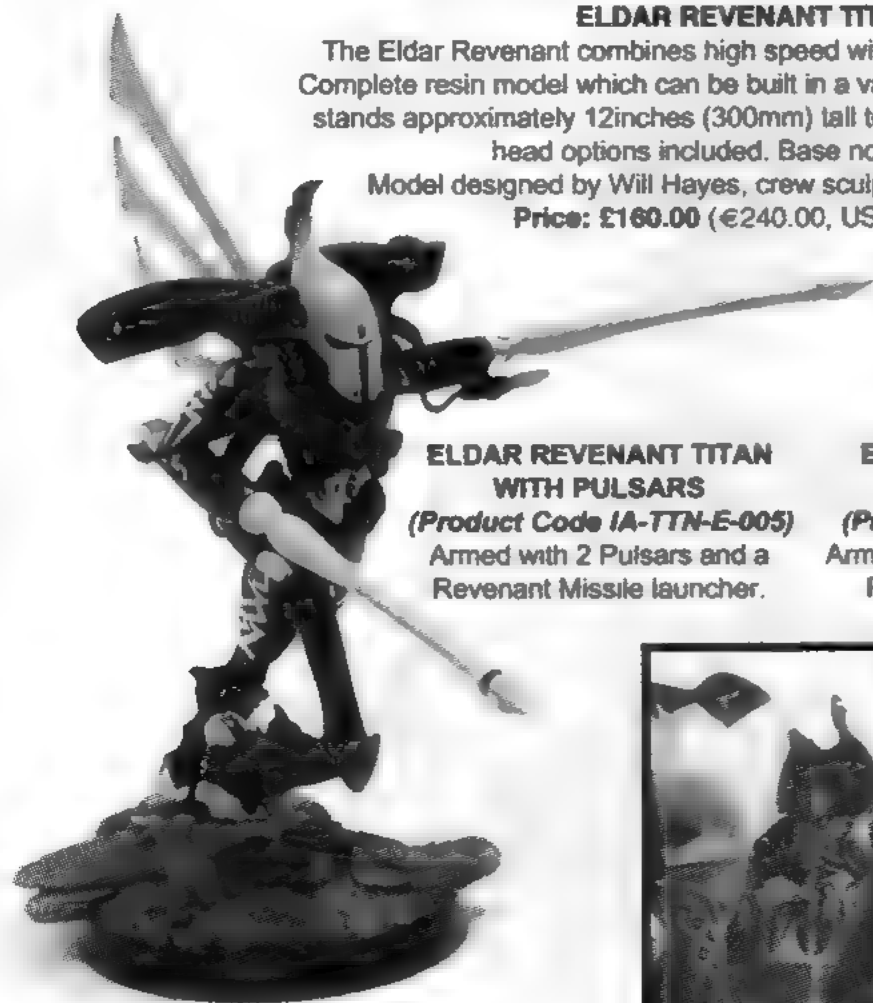 ELDAR REVENANT TIT
The Eldar Revenant combines high speed wi
Complete resin model which can be built in a va
stands approximately 12inches (300mm) tall t
head options included. Base no
Model designed by Will Hayes, crew sculp
Price: £160.00 (€240.00, US
ELDAR REVENANT TITAN
WITH PULSARS
(Product Code IA-TTN-E-005)
Armed with 2 Pulsars and a
Revenant Missile launcher.
E
(P
Arm